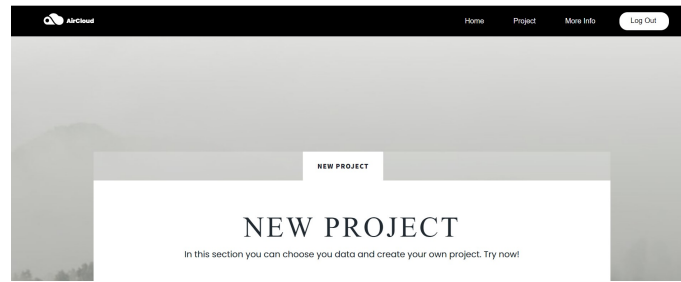 AirCloud
Home Project More Info Log Out
NEW PROJECT
NEW PROJECT
In this section you can choose you data and create your own project. Try now!